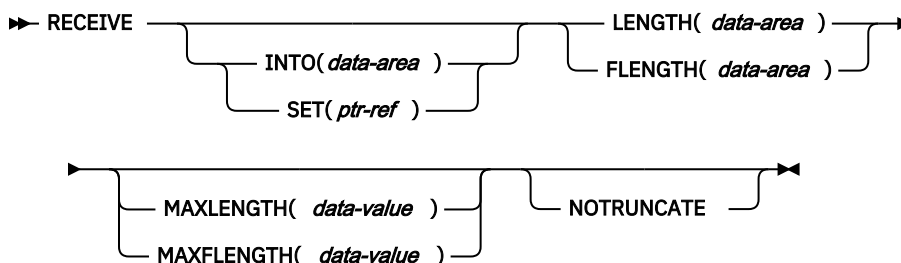 RECEIVE
INTO( data-area )
SET( ptr-ref )
LENGTH( data-area )
FLENGTH( data-area )
MAXLENGTH( data-value )
MAXFLENGTH( data-value )
NOTRUNCATE